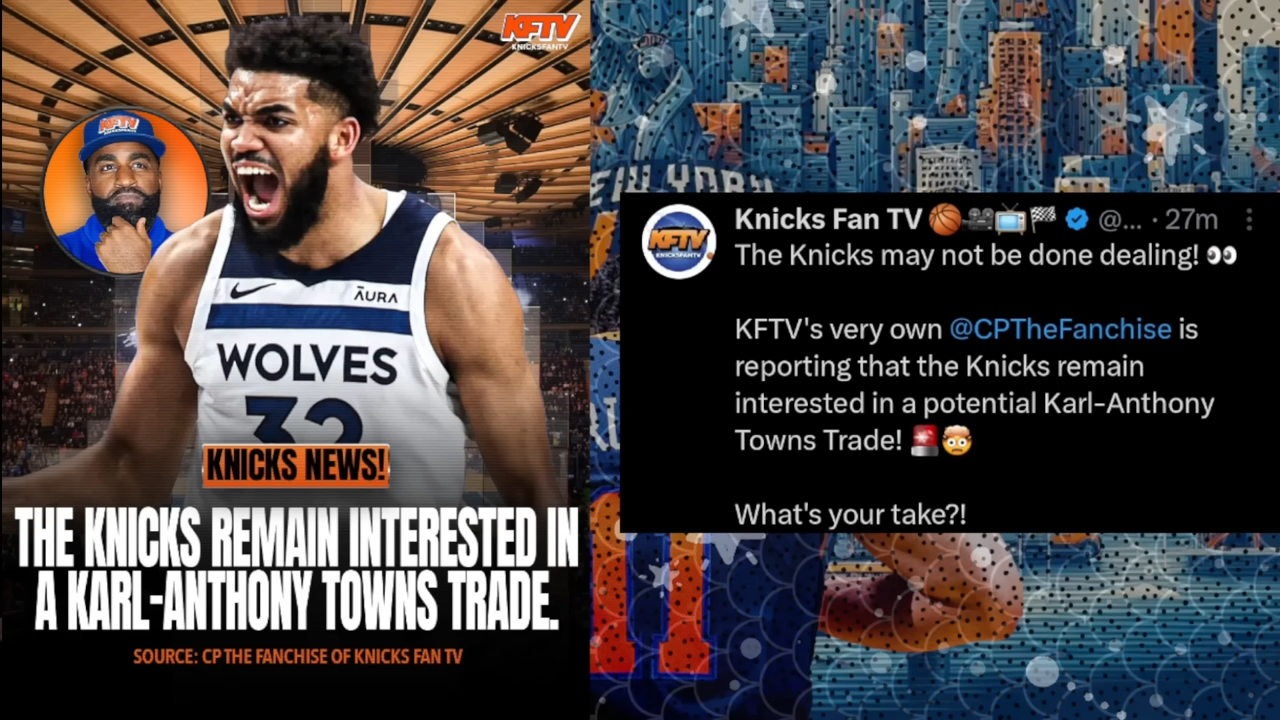 KFTV
KNICKSFANTV
KFTV
ĀURA
WOLVES
32
KNICKS NEWS!
THE KNICKS REMAIN INTERESTED IN
A KARL-ANTHONY TOWNS TRADE.
SOURCE: CP THE FANCHISE OF KNICKS FAN TV
NEW YORK
KFTV
KNICKSFANTV
Knicks Fan TV 🏀🎥📺🏁 @... · 27m
The Knicks may not be done dealing! 👀
KFTV's very own @CPTheFanchise is
reporting that the Knicks remain
interested in a potential Karl-Anthony
Towns Trade! 🚨🤯
What's your take?!
11